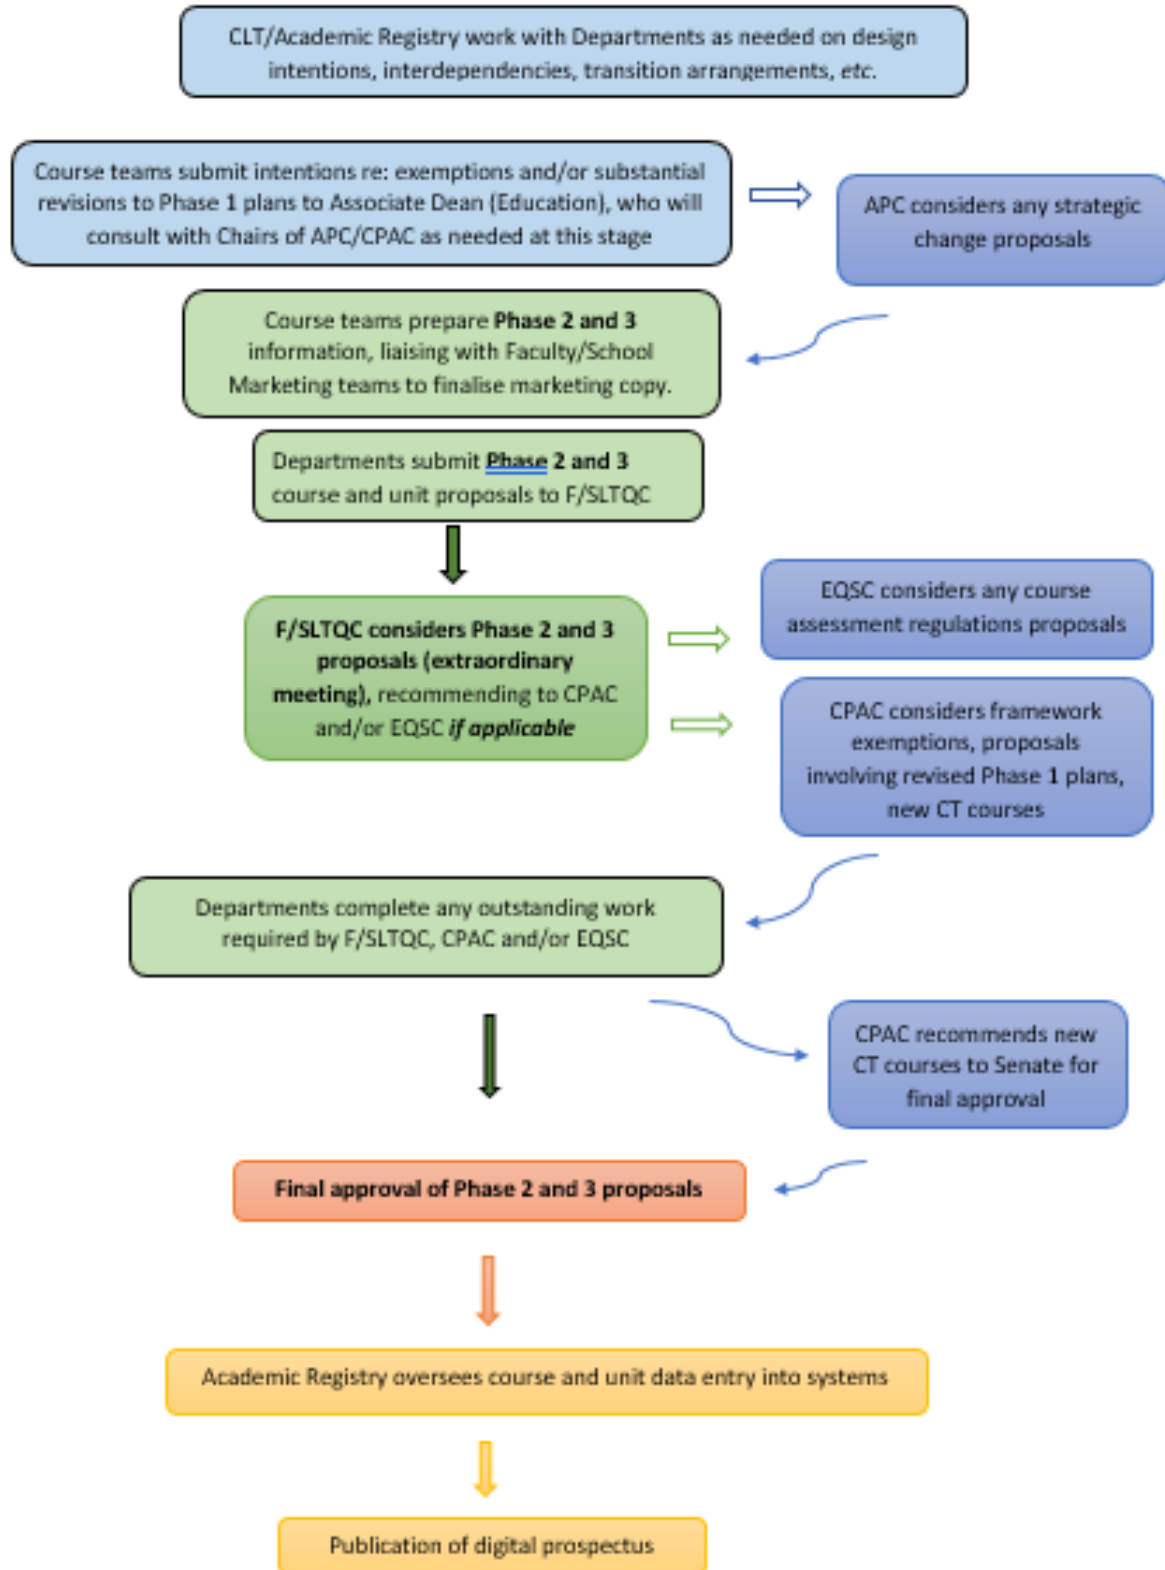 CLT/Academic Registry work with Departments as needed on design
intentions, interdependencies, transition arrangements, etc.
Course teams submit intentions re: exemptions and/or substantial
revisions to Phase 1 plans to Associate Dean (Education), who will
consult with Chairs of APC/CPAC as needed at this stage
APC considers any strategic
change proposals
Course teams prepare Phase 2 and 3
information, liaising with Faculty/School
Marketing teams to finalise marketing copy.
Departments submit Phase 2 and 3
course and unit proposals to F/SLTQC
F/SLTQC considers Phase 2 and 3
proposals (extraordinary
meeting), recommending to CPAC
and/or EQSC if applicable
EQSC considers any course
assessment regulations proposals
CPAC considers framework
exemptions, proposals
involving revised Phase 1 plans,
new CT courses
Departments complete any outstanding work
required by F/SLTQC, CPAC and/or EQSC
CPAC recommends new
CT courses to Senate for
final approval
Final approval of Phase 2 and 3 proposals
Academic Registry oversees course and unit data entry into systems
Publication of digital prospectus